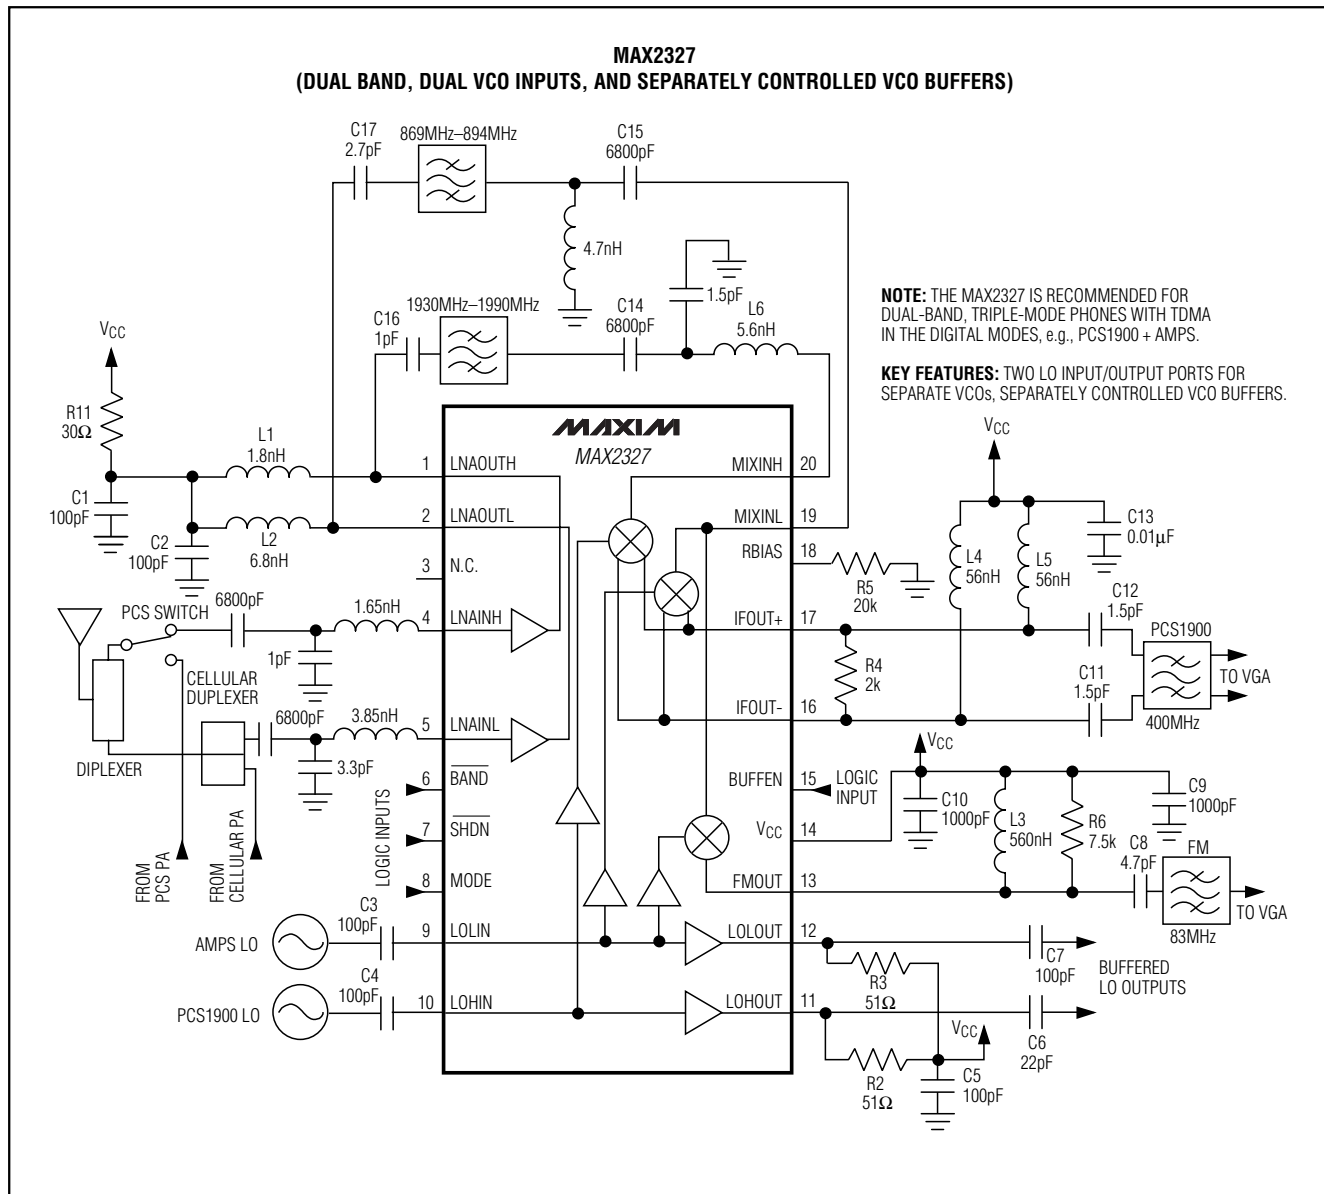 MAX2327
(DUAL BAND, DUAL VCO INPUTS, AND SEPARATELY CONTROLLED VCO BUFFERS)
C17
2.7pF
869MHz–894MHz
C15
6800pF
4.7nH
1.5pF
C16
1pF
1930MHz–1990MHz
C14
6800pF
L6
5.6nH
NOTE: THE MAX2327 IS RECOMMENDED FOR
DUAL-BAND, TRIPLE-MODE PHONES WITH TDMA
IN THE DIGITAL MODES, e.g., PCS1900 + AMPS.
KEY FEATURES: TWO LO INPUT/OUTPUT PORTS FOR
SEPARATE VCOs, SEPARATELY CONTROLLED VCO BUFFERS.
VCC
R11
30Ω
C1
100pF
L1
1.8nH
C2
100pF
L2
6.8nH
MAXIM
MAX2327
1 LNAOUTH
2 LNAOUTL
3 N.C.
4 LNAINH
5 LNAINL
6 BAND
7 SHDN
8 MODE
9 LOLIN
10 LOHIN
MIXINH 20
MIXINL 19
RBIAS 18
IFOUT+ 17
IFOUT- 16
BUFFEN 15
VCC 14
FMOUT 13
LOLOUT 12
LOHOUT 11
PCS SWITCH
6800pF
1.65nH
1pF
CELLULAR
DUPLEXER
6800pF
3.85nH
3.3pF
DIPLEXER
FROM
PCS PA
FROM
CELLULAR PA
LOGIC INPUTS
C3
100pF
AMPS LO
C4
100pF
PCS1900 LO
R5
20k
VCC
L4
56nH
L5
56nH
C13
0.01µF
R4
2k
C12
1.5pF
C11
1.5pF
PCS1900
400MHz
TO VGA
LOGIC
INPUT
VCC
C10
1000pF
L3
560nH
R6
7.5k
C9
1000pF
C8
4.7pF
FM
83MHz
TO VGA
R3
51Ω
C7
100pF
BUFFERED
LO OUTPUTS
C6
22pF
R2
51Ω
VCC
C5
100pF